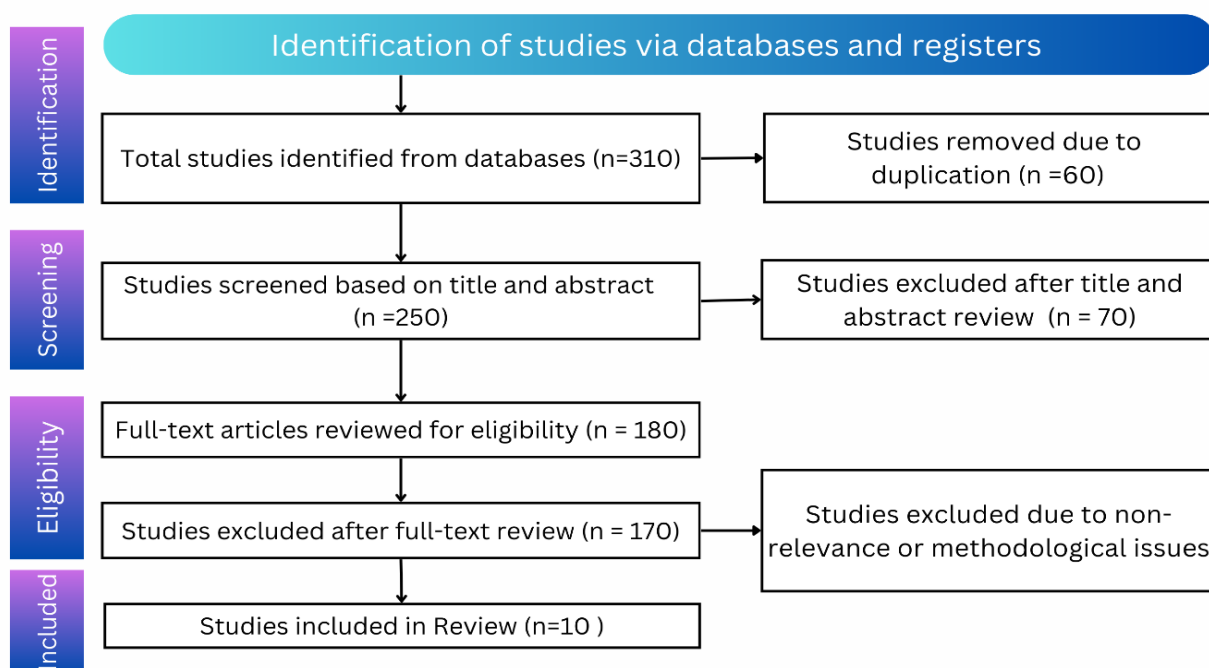 Identification of studies via databases and registers
Identification
Total studies identified from databases (n=310)
Studies removed due to
duplication (n =60)
Screening
Studies screened based on title and abstract
(n =250)
Studies excluded after title and
abstract review (n = 70)
Eligibility
Full-text articles reviewed for eligibility (n = 180)
Studies excluded after full-text review (n = 170)
Studies excluded due to non-
relevance or methodological issues
Included
Studies included in Review (n=10 )